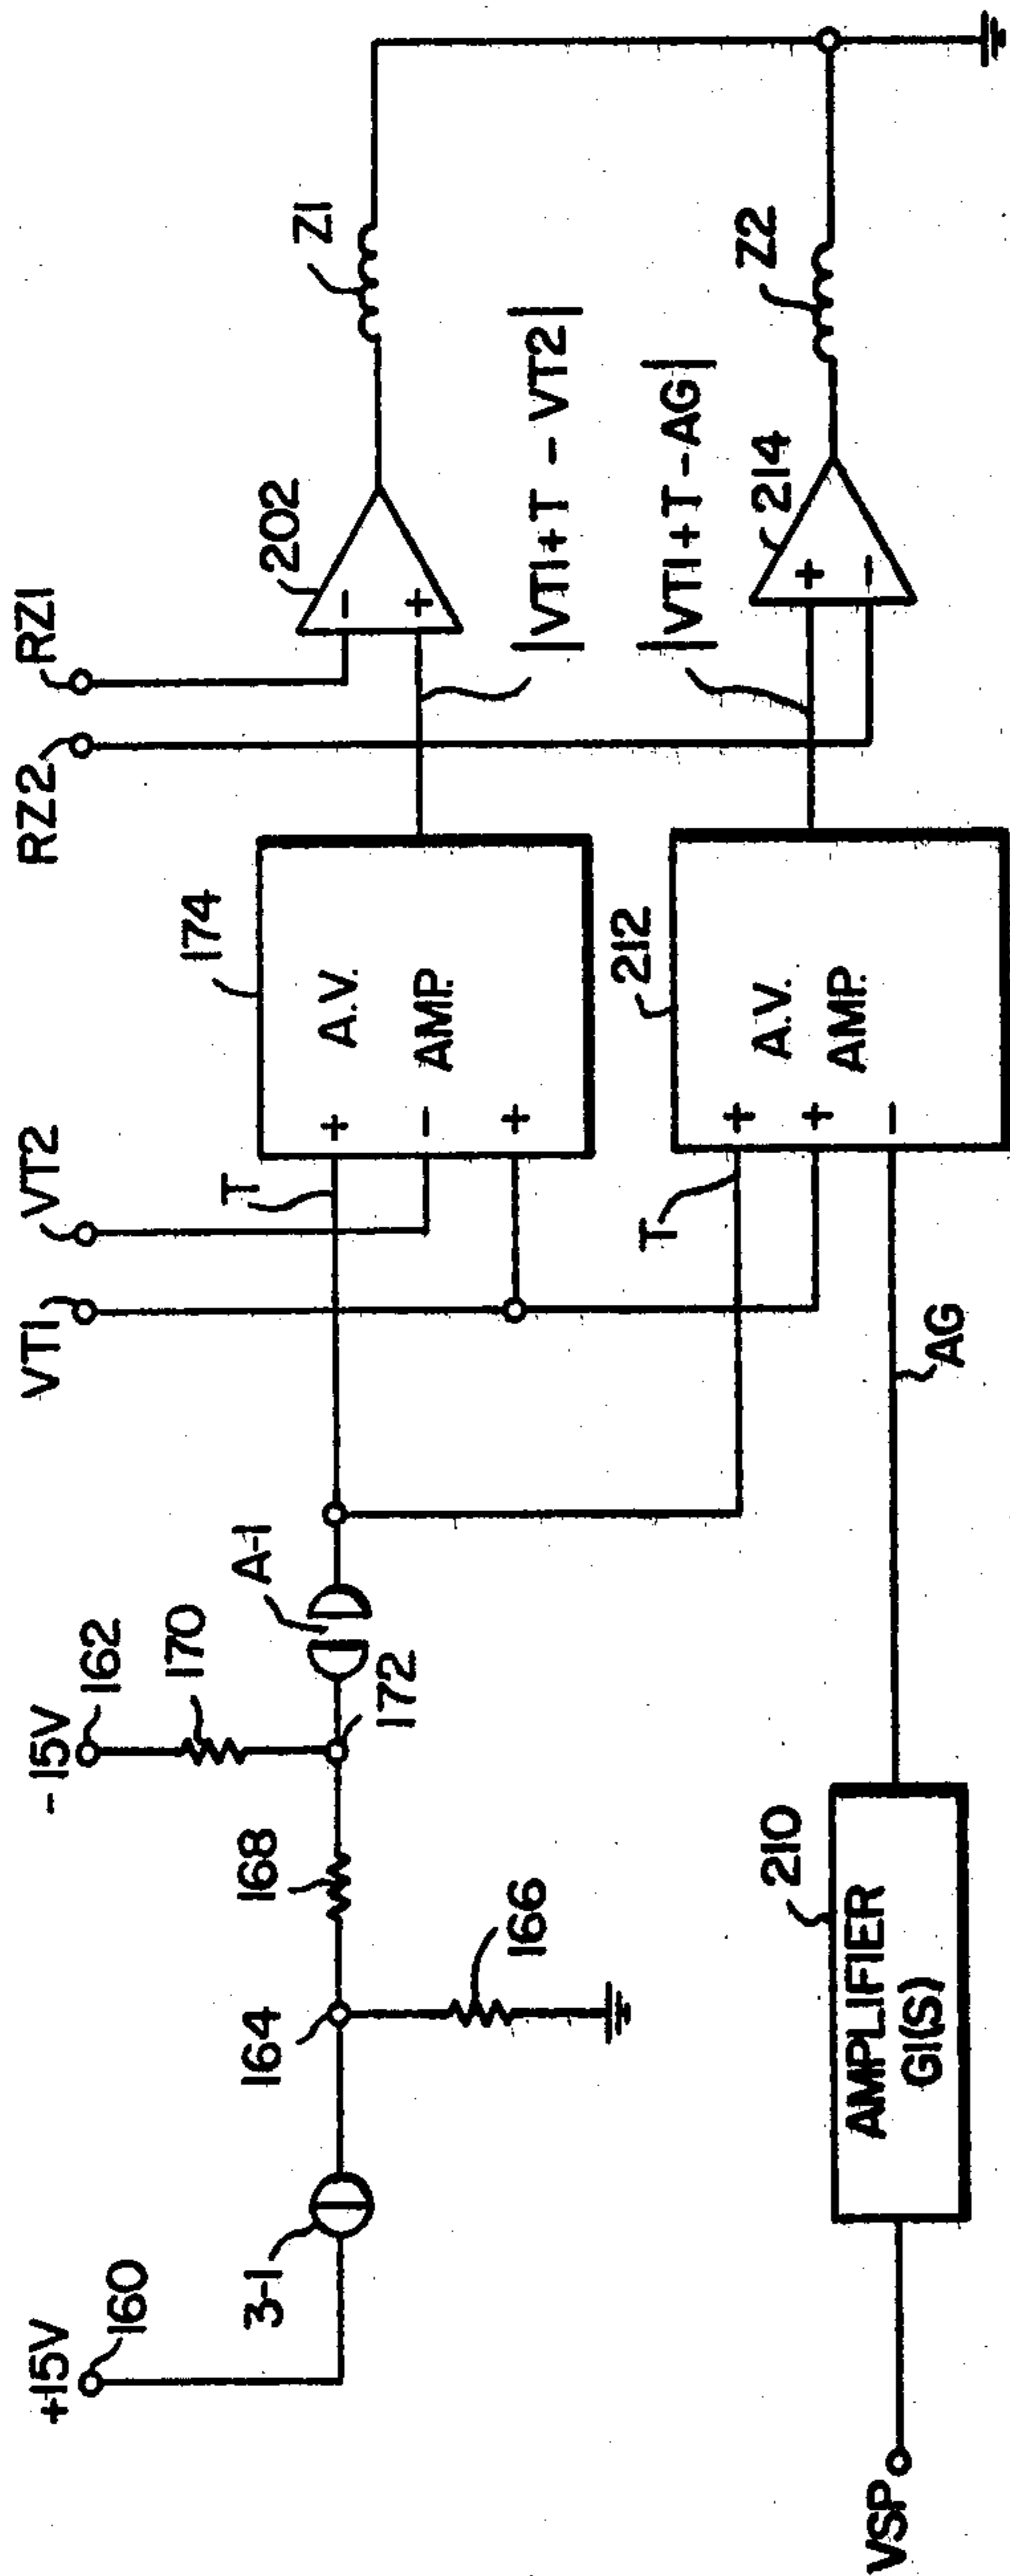 +15V
160
3-1
164
166
168
-15V
162
170
172
A-1
VT1
VT2
T
174
+
-
+
A.V.
AMP.
RZ2
RZ1
202
-
+
Z1
|VT1+T - VT2|
|VT1+T -AG|
T
212
+
+
-
A.V.
AMP.
214
+
-
Z2
VSP
AMPLIFIER
G1(S)
210
AG